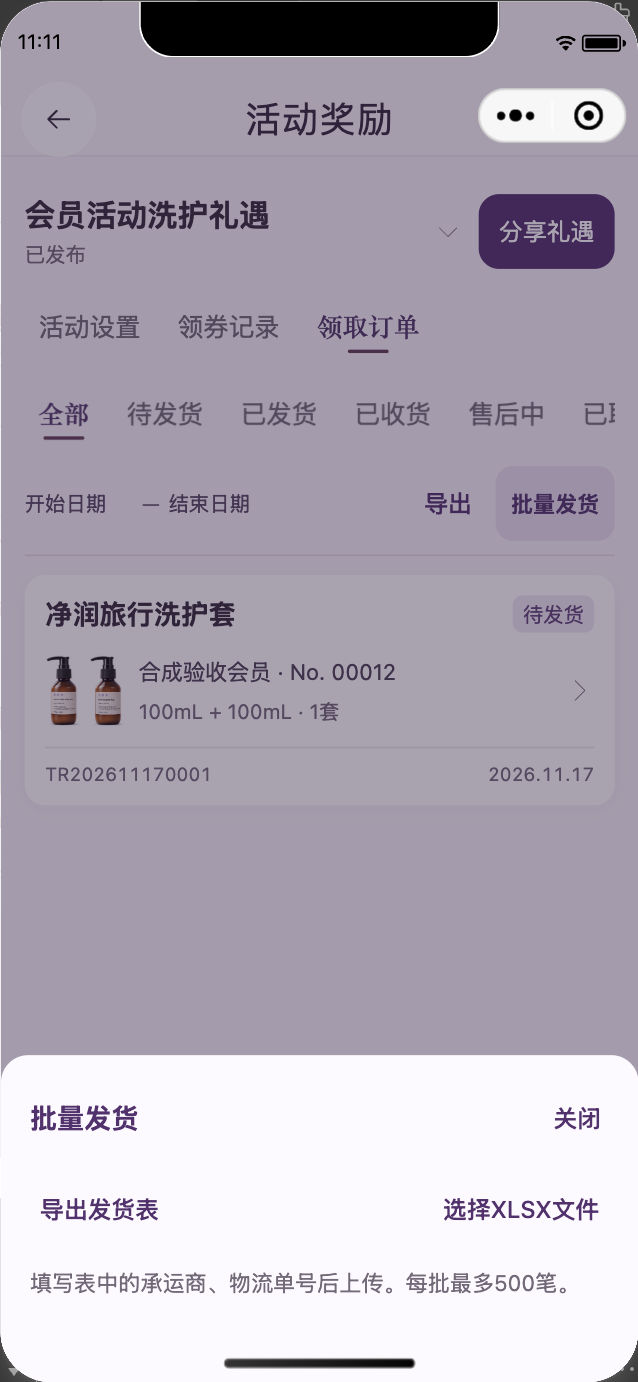 11:11
活动奖励
会员活动洗护礼遇
已发布
分享礼遇
活动设置 领券记录 领取订单
全部 待发货 已发货 已收货 售后中
开始日期 — 结束日期 导出 批量发货
净润旅行洗护套 待发货
合成验收会员 · No. 00012
100mL + 100mL · 1套
TR202611170001 2026.11.17
批量发货 关闭
导出发货表 选择XLSX文件
填写表中的承运商、物流单号后上传。每批最多500笔。